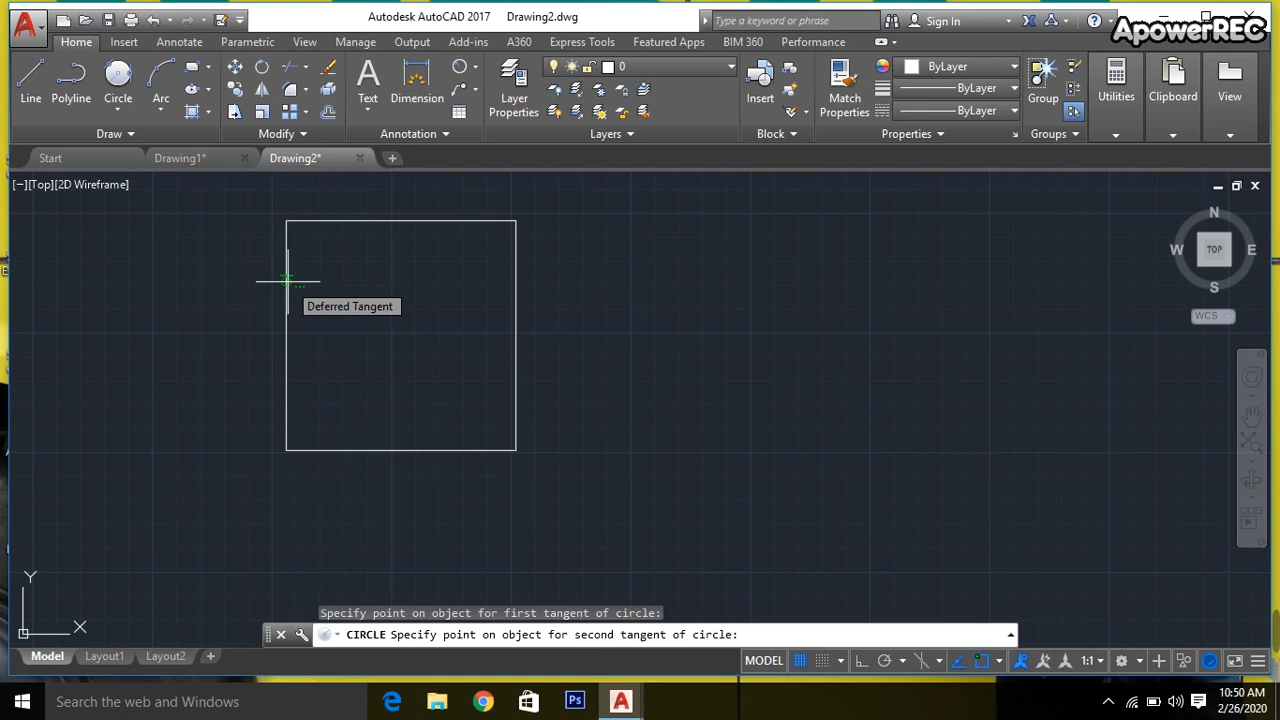 Autodesk AutoCAD 2017 Drawing2.dwg
Type a keyword or phrase
Sign In
ApowerREC
Home Insert Annotate Parametric View Manage Output Add-ins A360 Express Tools Featured Apps BIM 360 Performance
0
ByLayer
ByLayer
ByLayer
Line Polyline Circle Arc
Text Dimension
Layer Properties
Insert
Match Properties
Group
Utilities
Clipboard
View
Draw Modify Annotation Layers Block Properties Groups
Start Drawing1* Drawing2*
[−][Top][2D Wireframe]
N
W TOP E
S
WCS
Deferred Tangent
Y
X
Specify point on object for first tangent of circle:
CIRCLE Specify point on object for second tangent of circle:
Model Layout1 Layout2
MODEL
1:1
Search the web and Windows
Ps
10:50 AM
2/26/2020